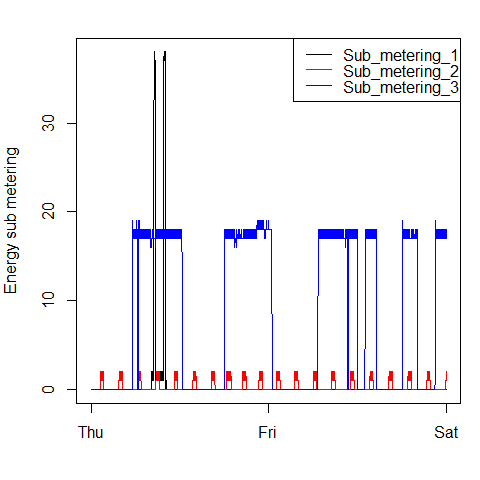 Sub_metering_1
Sub_metering_2
Sub_metering_3
Energy sub metering
30
20
10
0
Thu Fri Sat